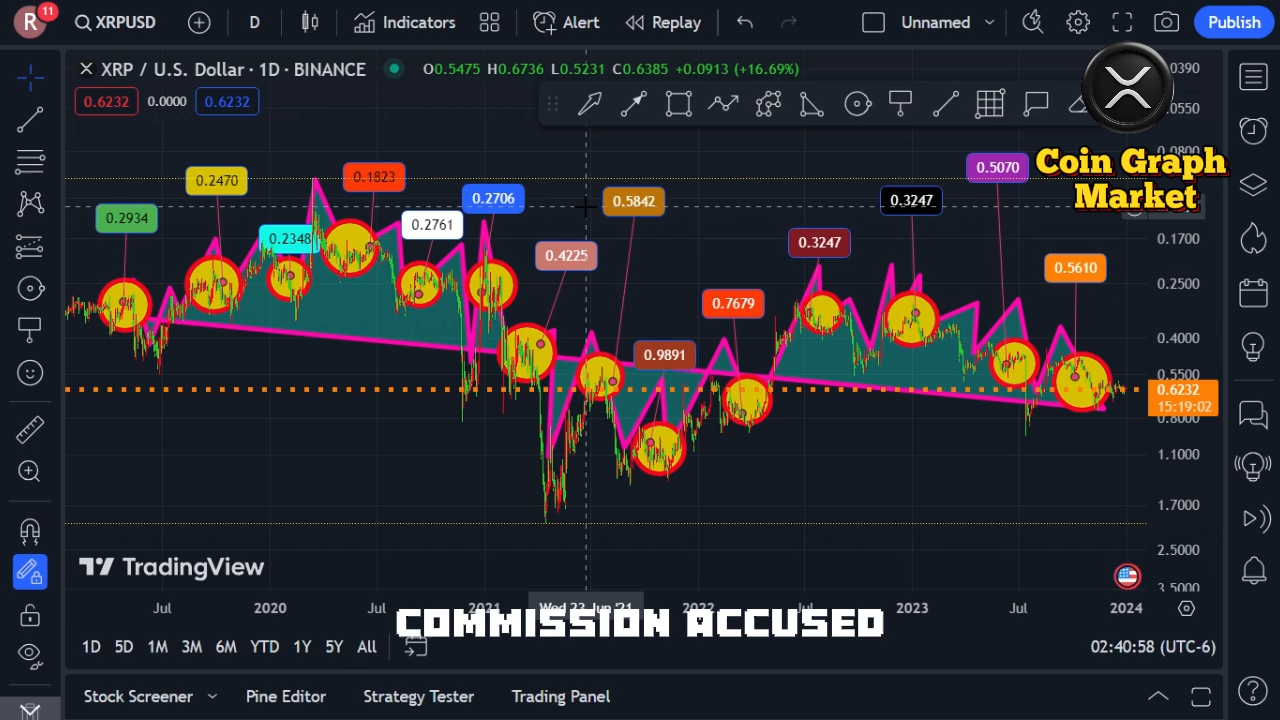 R 11 XRPUSD D Indicators Alert Replay Unnamed Publish
XRP / U.S. Dollar · 1D · BINANCE O0.5475 H0.6736 L0.5231 C0.6385 +0.0913 (+16.69%)
0.6232 0.0000 0.6232
Coin Graph
Market
0.2934
0.2470
0.2348
0.1823
0.2761
0.2706
0.4225
0.5842
0.9891
0.7679
0.3247
0.3247
0.5070
0.5610
0.1700
0.2500
0.4000
0.5500
0.6232
15:19:02
0.8000
1.1000
1.7000
2.5000
3.5000
TradingView
Jul 2020 Jul 2021 Wed 23 Jun '21 2022 Jul 2023 Jul 2024
COMMISSION ACCUSED
1D 5D 1M 3M 6M YTD 1Y 5Y All 02:40:58 (UTC-6)
Stock Screener Pine Editor Strategy Tester Trading Panel